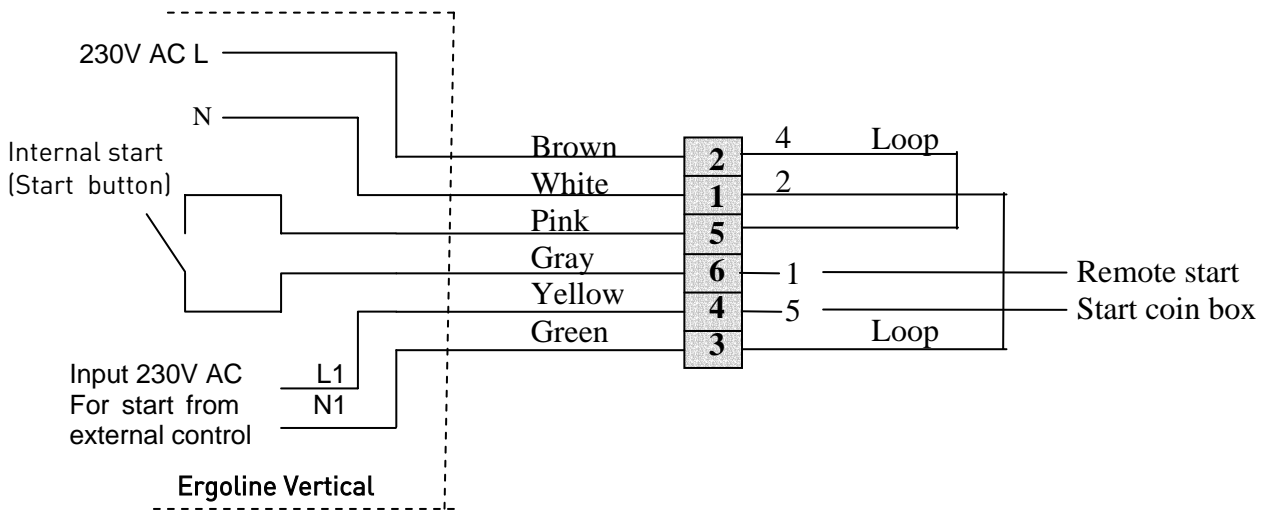 230V AC L
N
Internal start
(Start button)
Brown
White
Pink
Gray
Yellow
Green
2
1
5
6
4
3
4
Loop
2
1
Remote start
5
Start coin box
Loop
Input 230V AC
For start from
external control
L1
N1
Ergoline Vertical